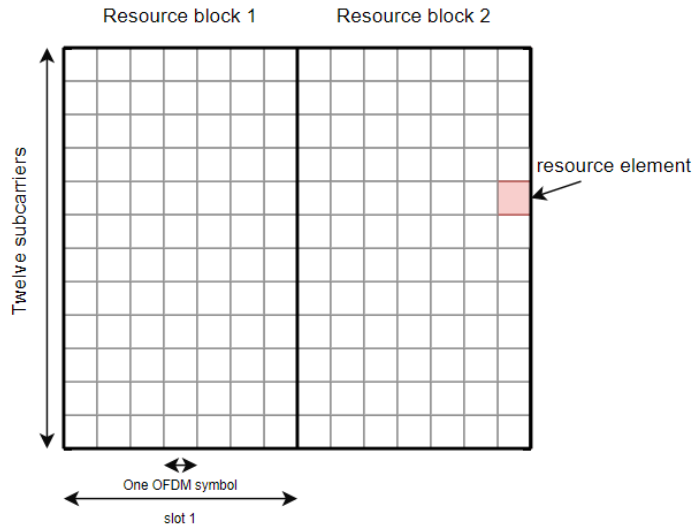 Resource block 1
Resource block 2
resource element
Twelve subcarriers
One OFDM symbol
slot 1